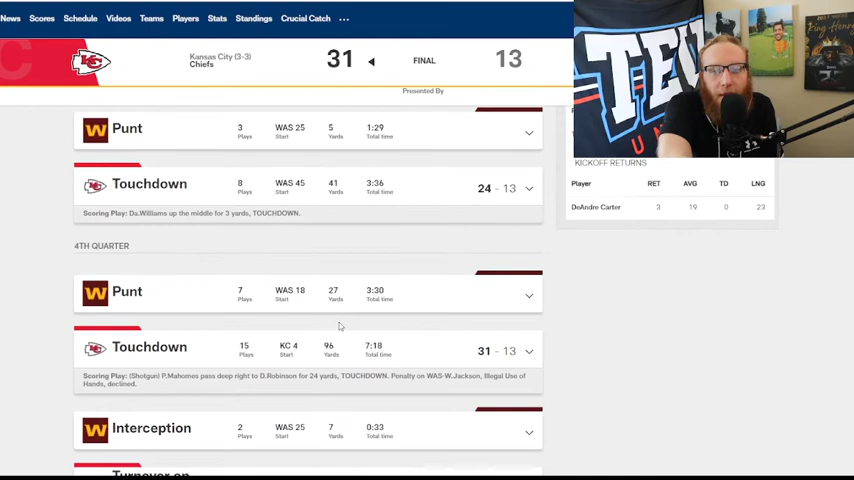 News Scores Schedule Videos Teams Players Stats Standings Crucial Catch ...
Kansas City (3-3)
Chiefs
31
FINAL
13
Presented By
Punt
3 WAS 25 5 1:29
Plays Start Yards Total time
Touchdown
8 WAS 45 41 3:36
Plays Start Yards Total time
24 - 13
Scoring Play: Da.Williams up the middle for 3 yards, TOUCHDOWN.
4TH QUARTER
Punt
7 WAS 18 27 3:30
Plays Start Yards Total time
Touchdown
15 KC 4 96 7:18
Plays Start Yards Total time
31 - 13
Scoring Play: (Shotgun) P.Mahomes pass deep right to D.Robinson for 24 yards, TOUCHDOWN. Penalty on WAS-W.Jackson, Illegal Use of
Hands, declined.
Interception
2 WAS 25 7 0:33
Plays Start Yards Total time
Turnover on
KICKOFF RETURNS
Player RET AVG TD LNG
DeAndre Carter 3 19 0 23